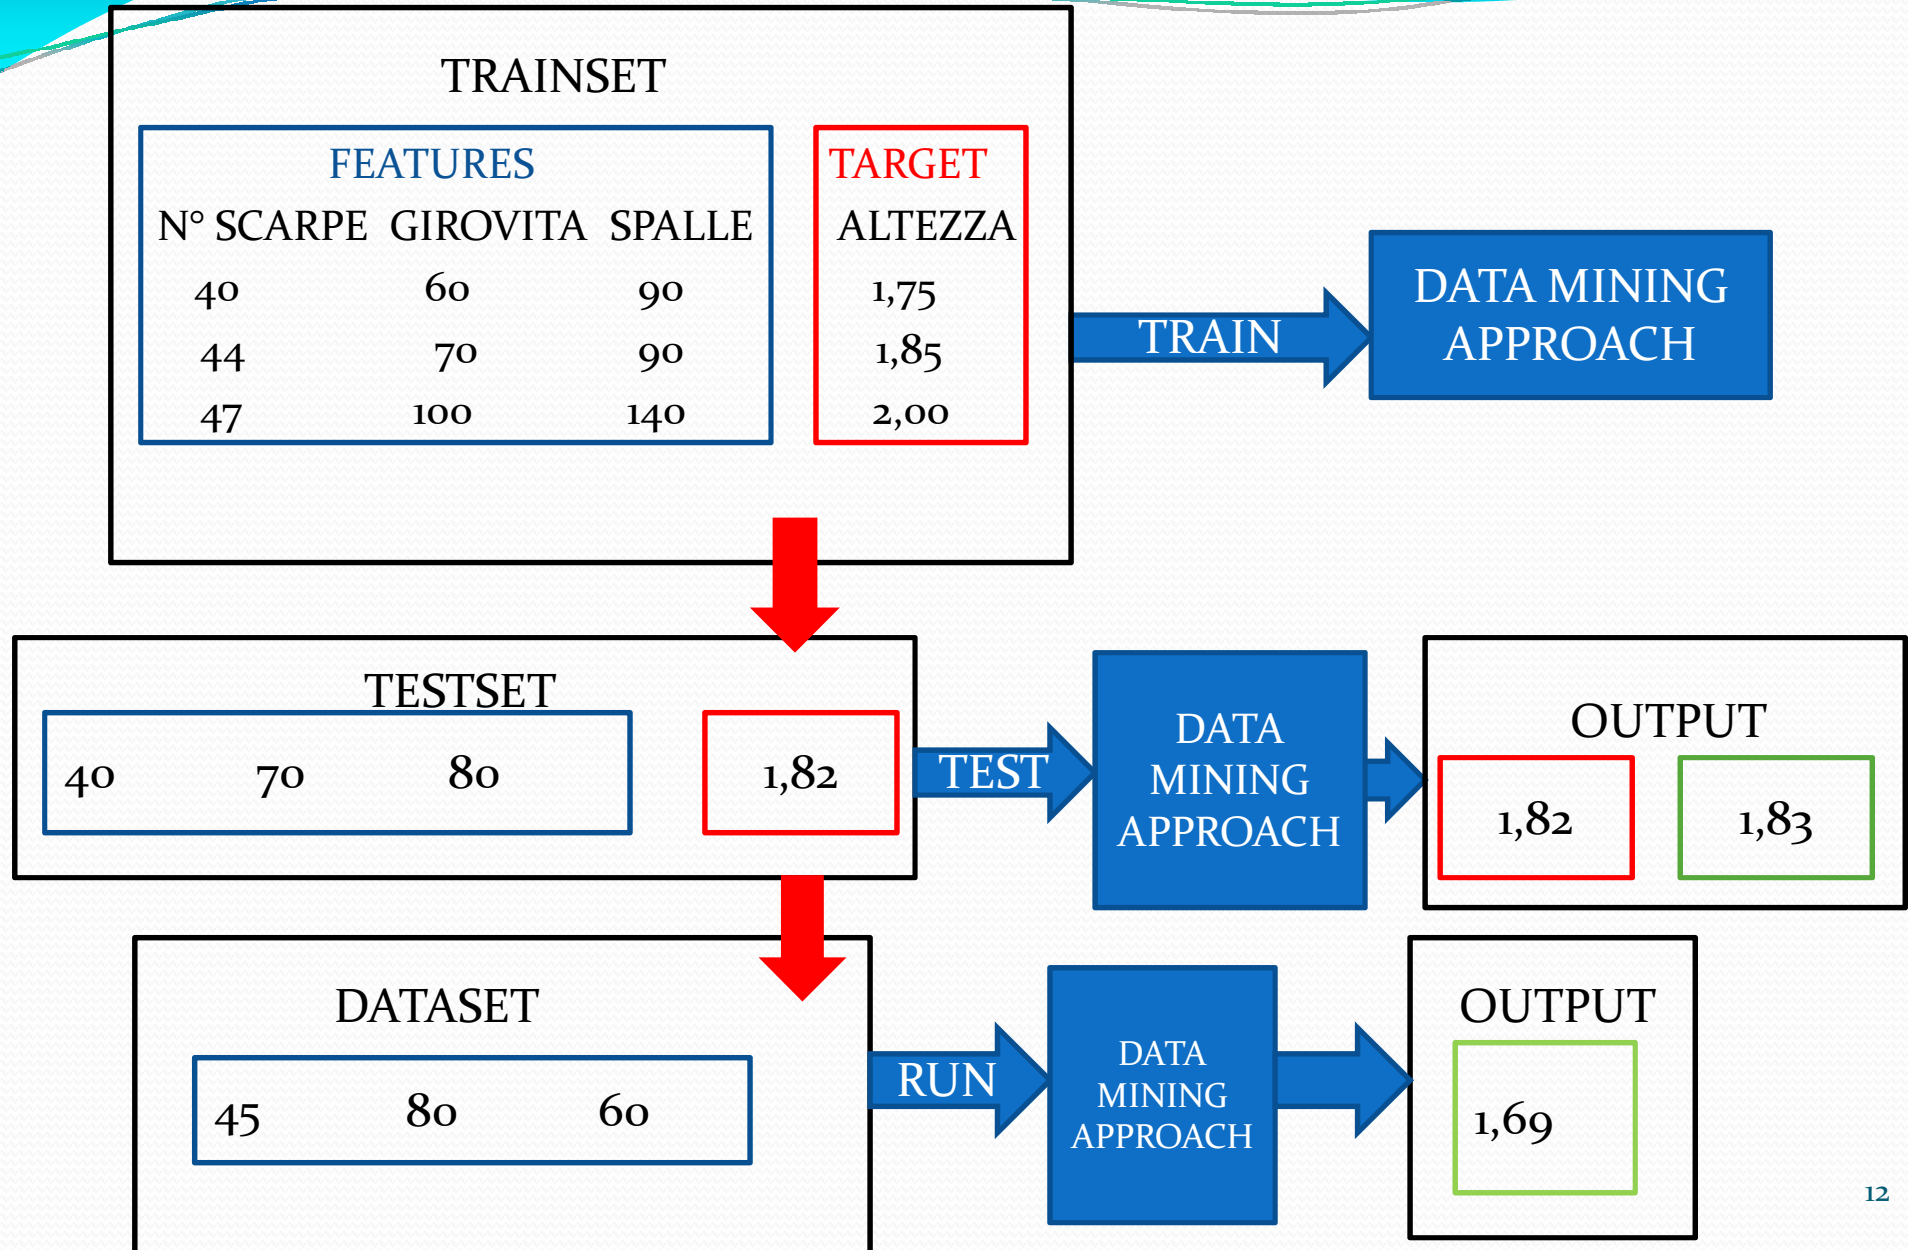 TRAINSET
FEATURES TARGET
N° SCARPE GIROVITA SPALLE ALTEZZA
40 60 90 1,75
44 70 90 1,85
47 100 140 2,00
TRAIN
DATA MINING
APPROACH
TESTSET
40 70 80 1,82
TEST
DATA
MINING
APPROACH
OUTPUT
1,82 1,83
DATASET
45 80 60
RUN
DATA
MINING
APPROACH
OUTPUT
1,69
12